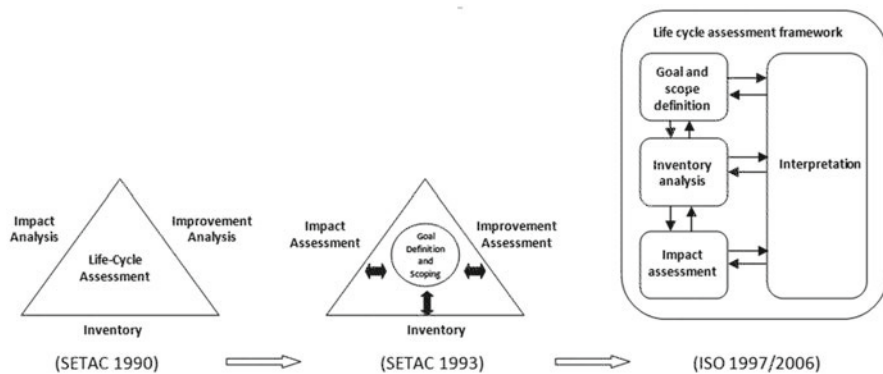 Life cycle assessment framework
Goal and
scope
definition
Inventory
analysis
Interpretation
Impact
assessment
Impact
Analysis
Improvement
Analysis
Life-Cycle
Assessment
Inventory
(SETAC 1990)
Impact
Assessment
Improvement
Assessment
Goal
Definition
and
Scoping
Inventory
(SETAC 1993)
(ISO 1997/2006)